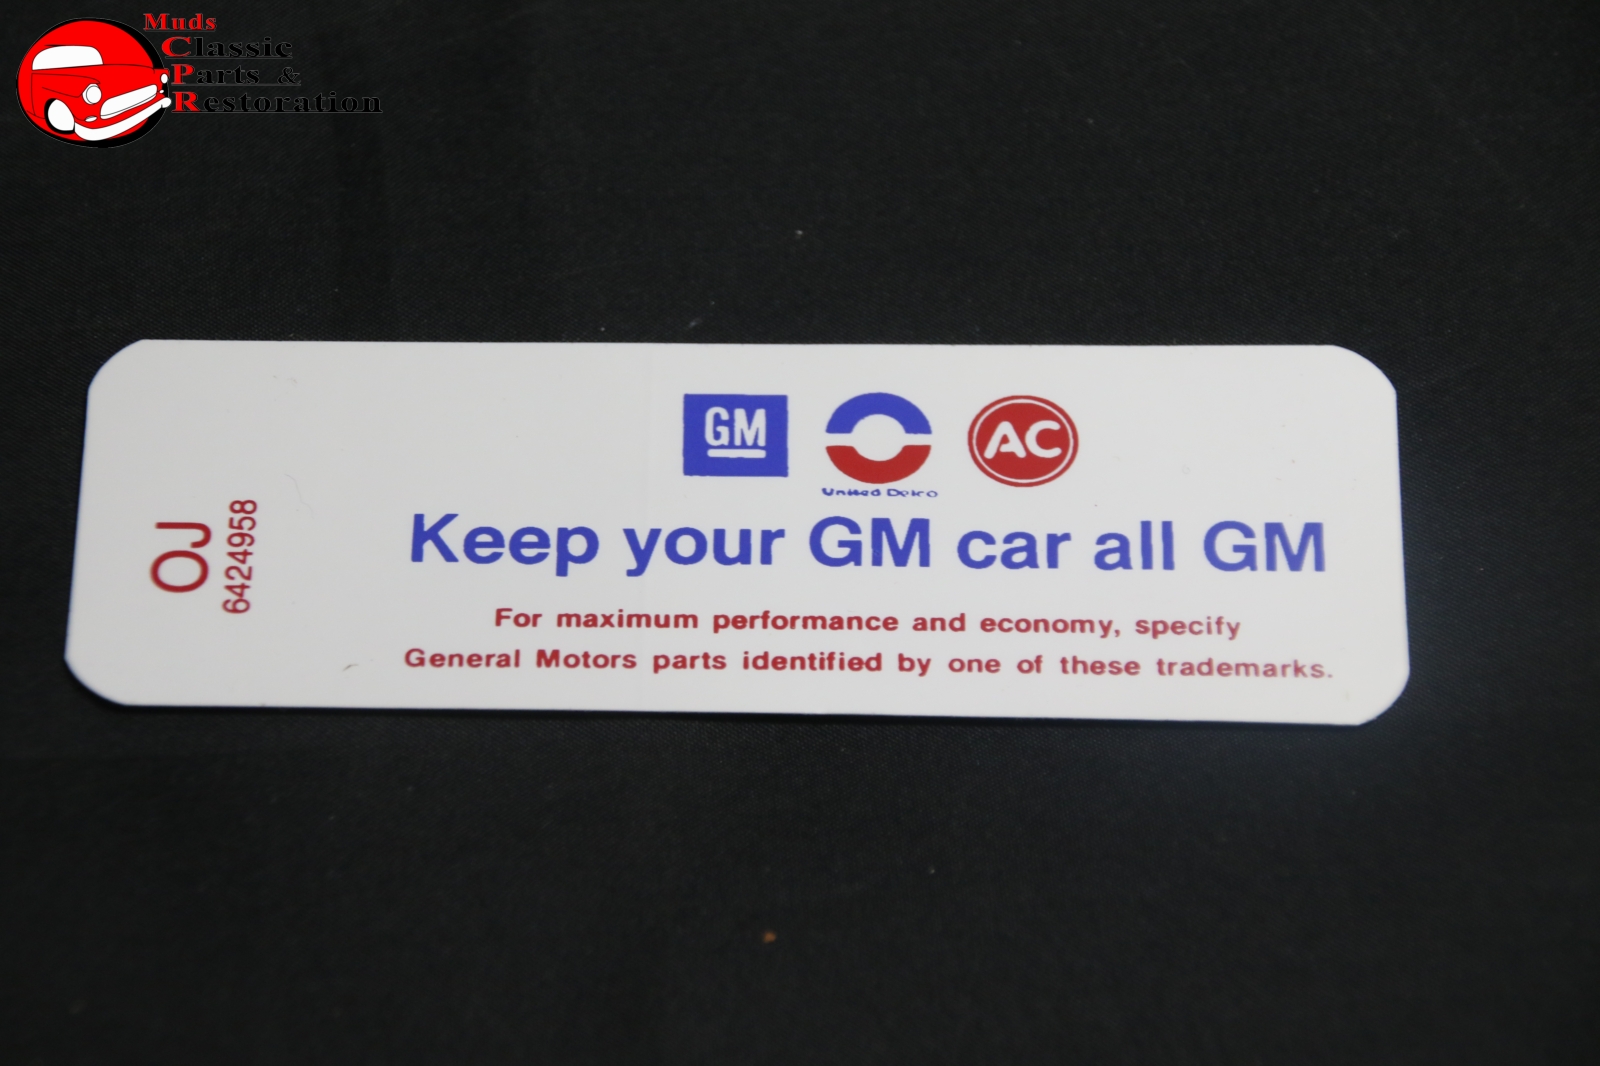 Muds
Classic
Parts &
Restoration
GM
United Delco
AC
Keep your GM car all GM
For maximum performance and economy, specify
General Motors parts identified by one of these trademarks.
OJ
6424958